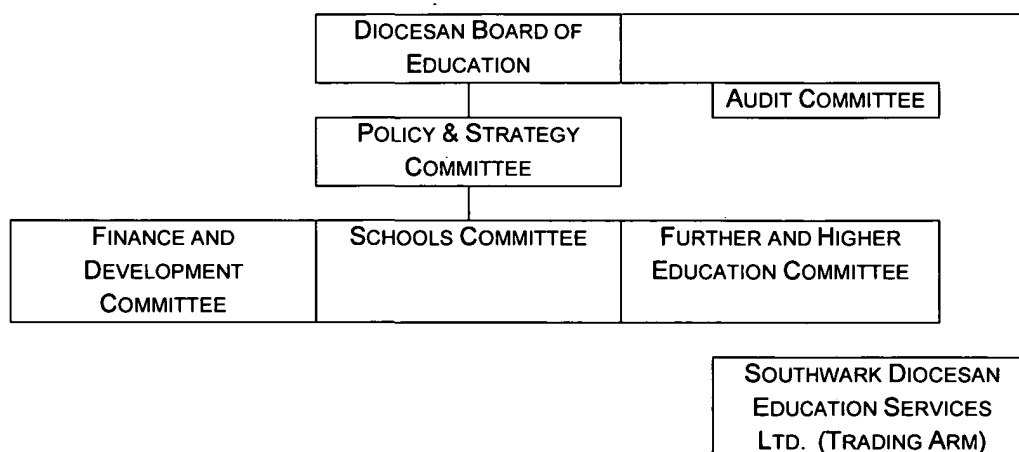 DIOCESAN BOARD OF
EDUCATION
AUDIT COMMITTEE
POLICY & STRATEGY
COMMITTEE
FINANCE AND
DEVELOPMENT
COMMITTEE
SCHOOLS COMMITTEE
FURTHER AND HIGHER
EDUCATION COMMITTEE
SOUTHWARK DIOCESAN
EDUCATION SERVICES
LTD. (TRADING ARM)